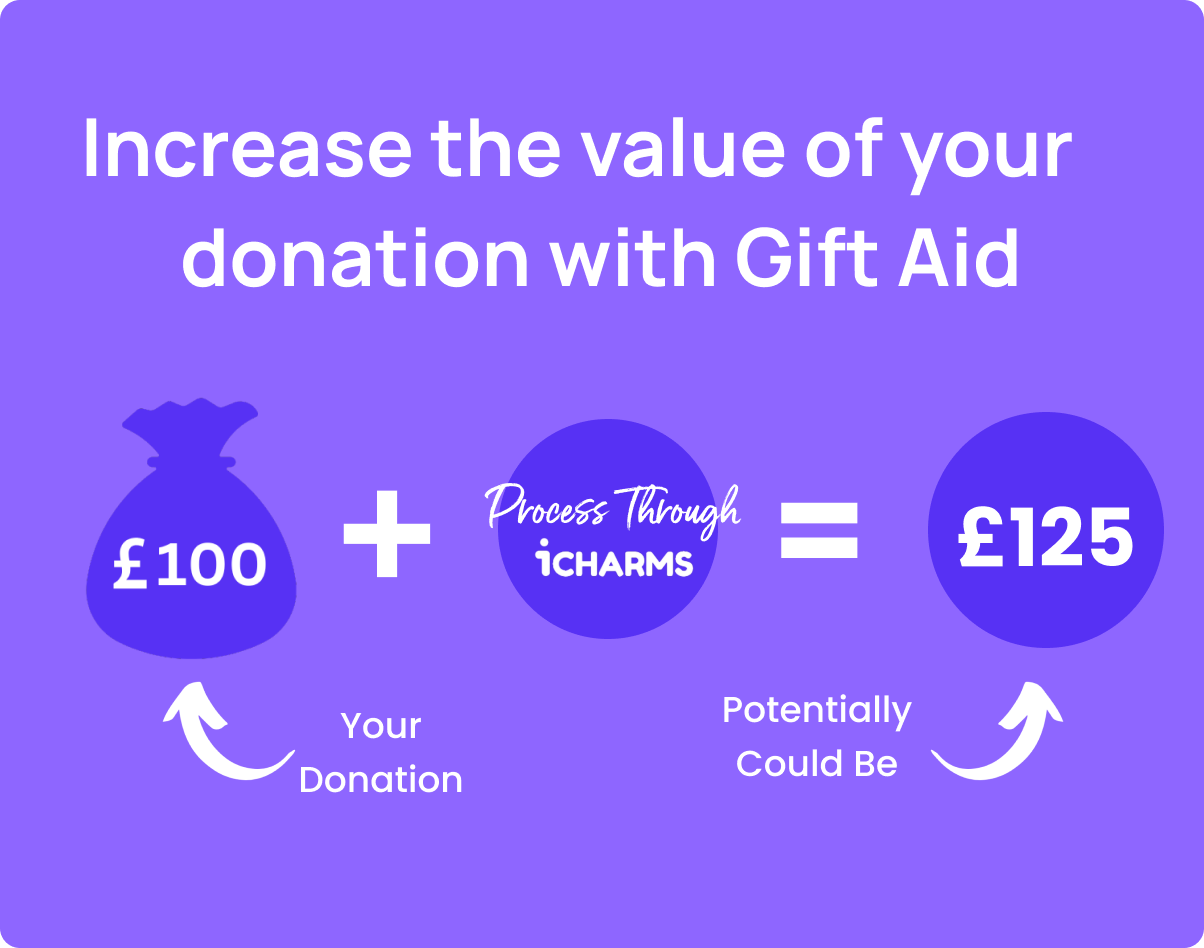 Increase the value of your
donation with Gift Aid
£100
+
Process Through
iCHARMS
=
£125
Your
Donation
Potentially
Could Be